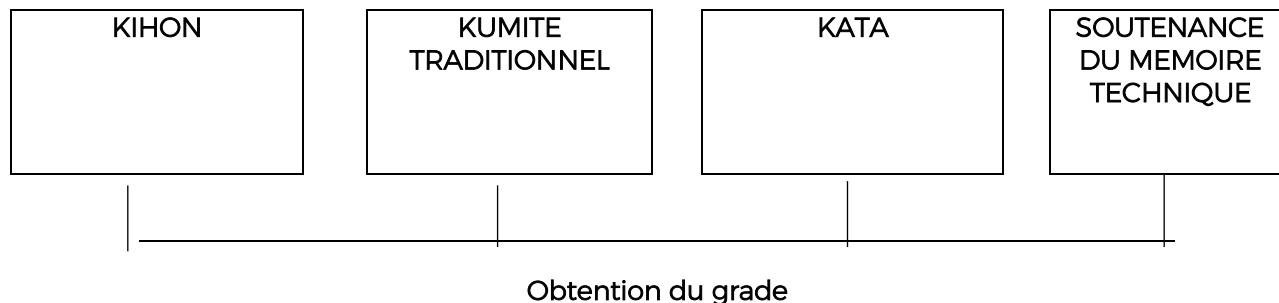 KIHON
KUMITE
TRADITIONNEL
KATA
SOUTENANCE
DU MEMOIRE
TECHNIQUE
Obtention du grade